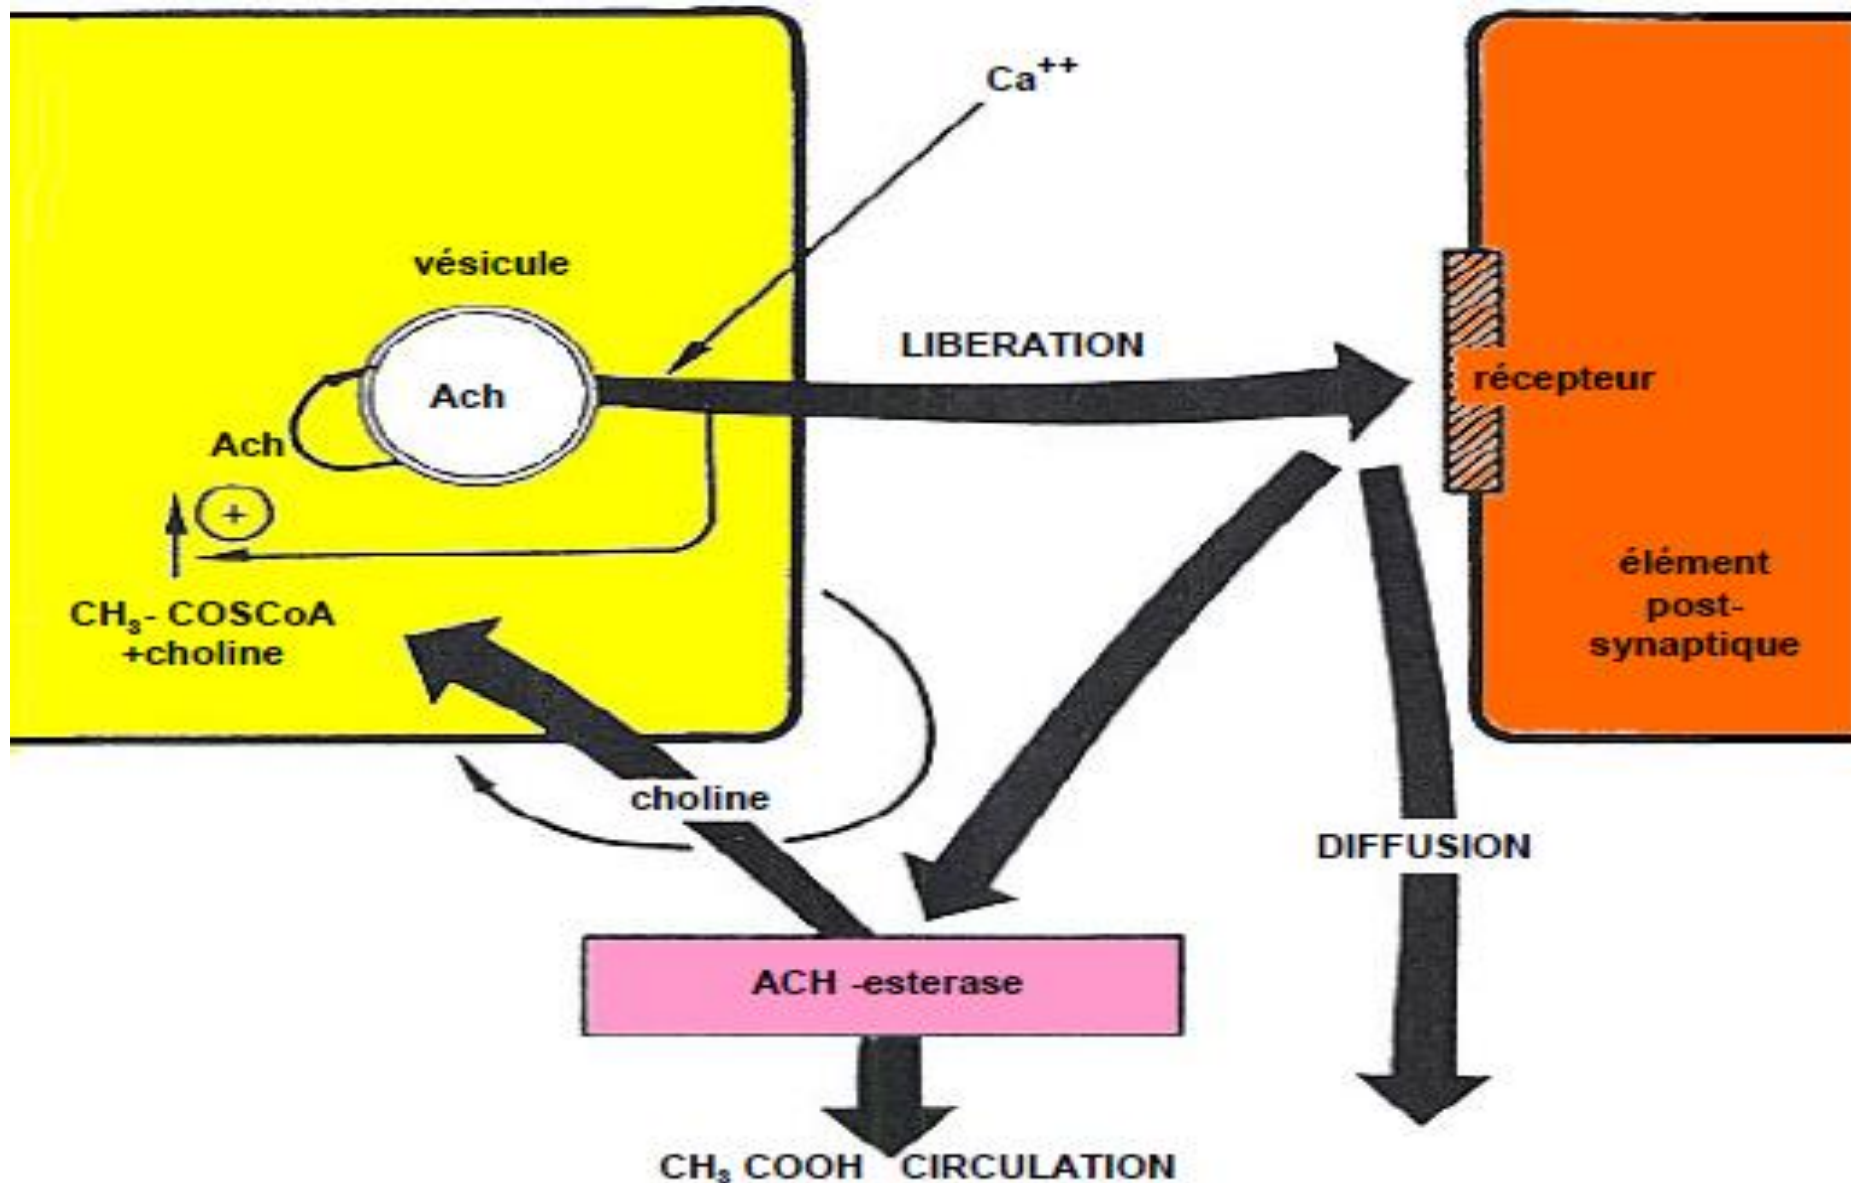 Ca⁺⁺
vésicule
LIBERATION
Ach
récepteur
Ach
+
CH₃- COSCoA
+choline
élément
post-
synaptique
choline
DIFFUSION
ACH -esterase
CH₃ COOH CIRCULATION